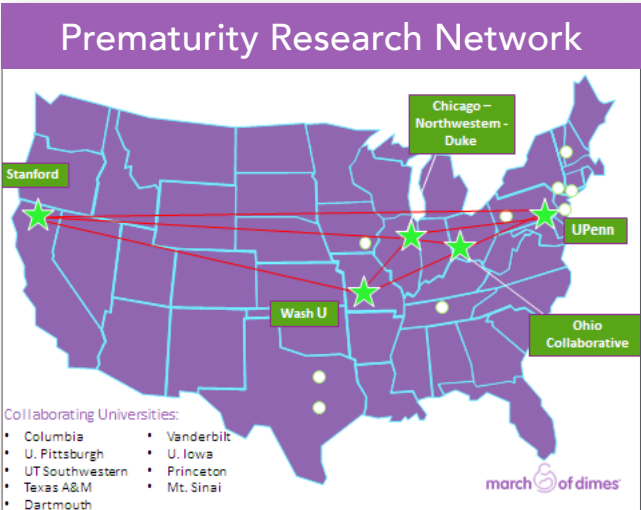 Prematurity Research Network
Chicago –
Northwestern -
Duke
Stanford
UPenn
Wash U
Ohio
Collaborative
Collaborating Universities:
• Columbia
• U. Pittsburgh
• UT Southwestern
• Texas A&M
• Dartmouth
• Vanderbilt
• U. Iowa
• Princeton
• Mt. Sinai
march of dimes